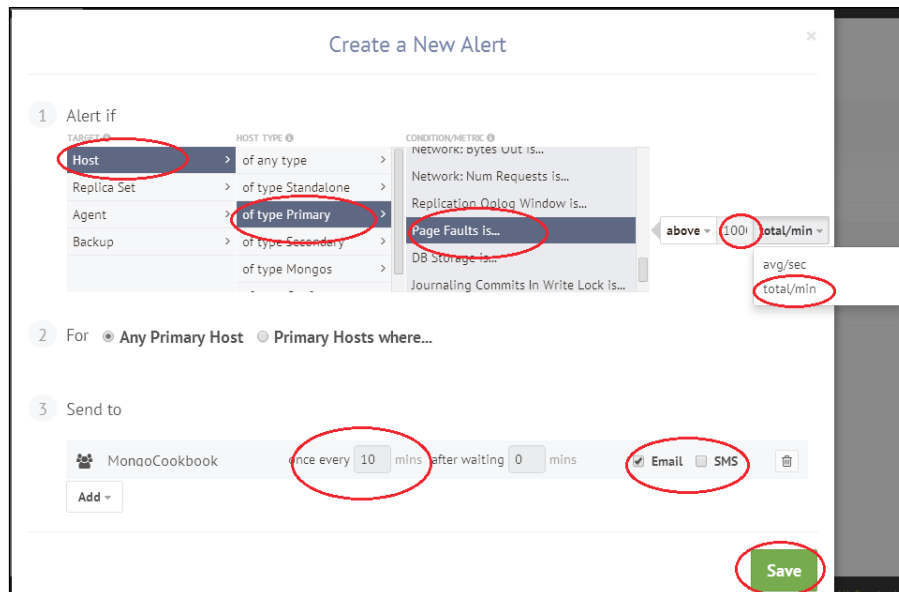 Create a New Alert
×
1 Alert if
TARGET HOST TYPE CONDITION/METRIC
Host > of any type > Network: Bytes Out is...
Replica Set > of type Standalone > Network: Num Requests is...
Agent > of type Primary > Replication Oplog Window is...
Backup > of type Secondary > Page Faults is... above total/min
of type Mongos > DB Storage is...
Journaling Commits In Write Lock is...
avg/sec
total/min
2 For Any Primary Host Primary Hosts where...
3 Send to
MongoCookbook once every 10 mins after waiting 0 mins Email SMS
Add
Save